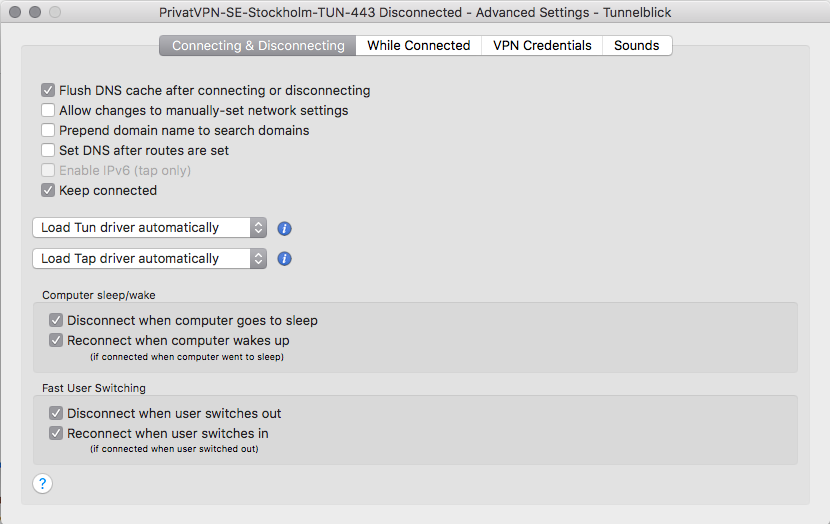 PrivatVPN-SE-Stockholm-TUN-443 Disconnected - Advanced Settings - Tunnelblick
Connecting & Disconnecting While Connected VPN Credentials Sounds
Flush DNS cache after connecting or disconnecting
Allow changes to manually-set network settings
Prepend domain name to search domains
Set DNS after routes are set
Enable IPv6 (tap only)
Keep connected
Load Tun driver automatically
Load Tap driver automatically
Computer sleep/wake
Disconnect when computer goes to sleep
Reconnect when computer wakes up
(if connected when computer went to sleep)
Fast User Switching
Disconnect when user switches out
Reconnect when user switches in
(if connected when user switched out)
?